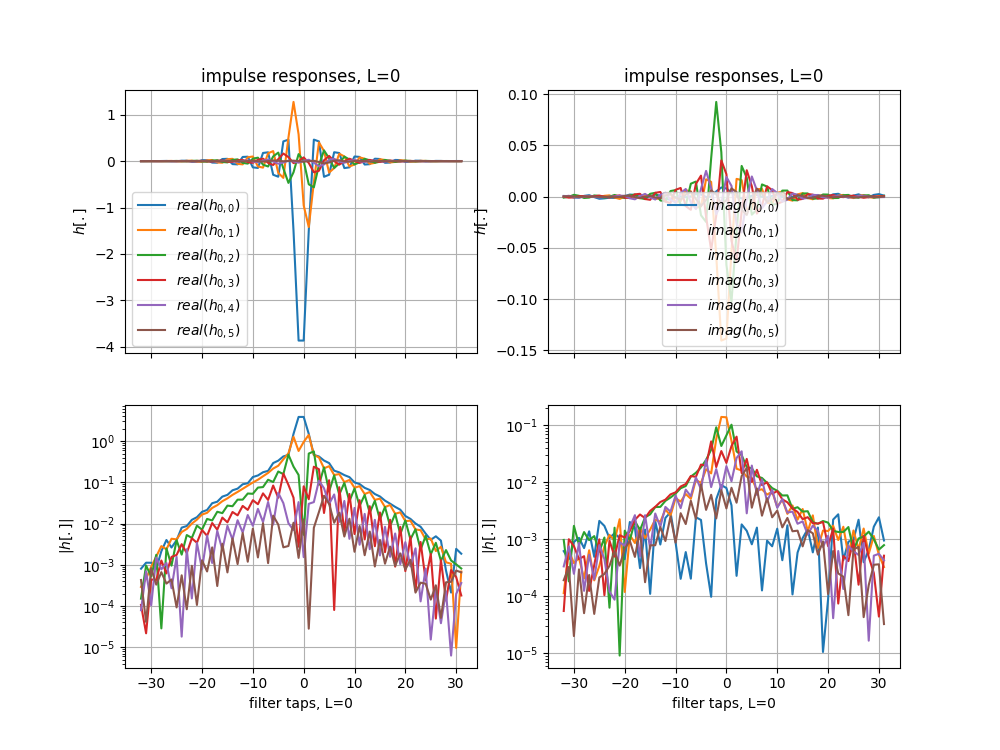 impulse responses, L=0
1
0
−1
−2
−3
−4
h[.]
real(h0,0)
real(h0,1)
real(h0,2)
real(h0,3)
real(h0,4)
real(h0,5)
impulse responses, L=0
0.10
0.05
0.00
−0.05
−0.10
−0.15
h[.]
imag(h0,0)
imag(h0,1)
imag(h0,2)
imag(h0,3)
imag(h0,4)
imag(h0,5)
10^0
10^−1
10^−2
10^−3
10^−4
10^−5
|h[.]|
−30 −20 −10 0 10 20 30
filter taps, L=0
10^−1
10^−2
10^−3
10^−4
10^−5
|h[.]|
−30 −20 −10 0 10 20 30
filter taps, L=0